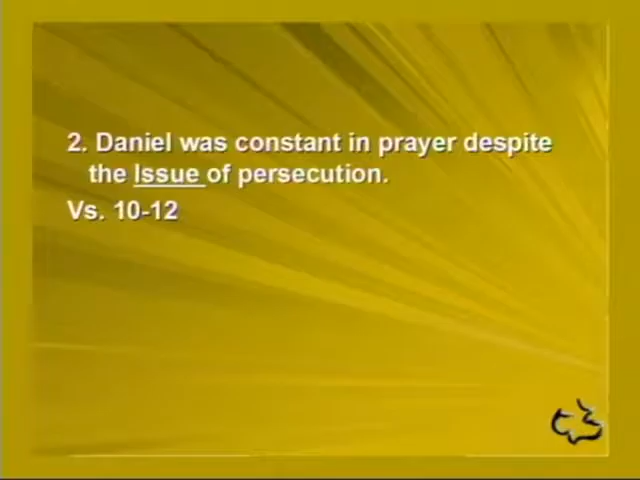 2. Daniel was constant in prayer despite
the Issue of persecution.
Vs. 10-12